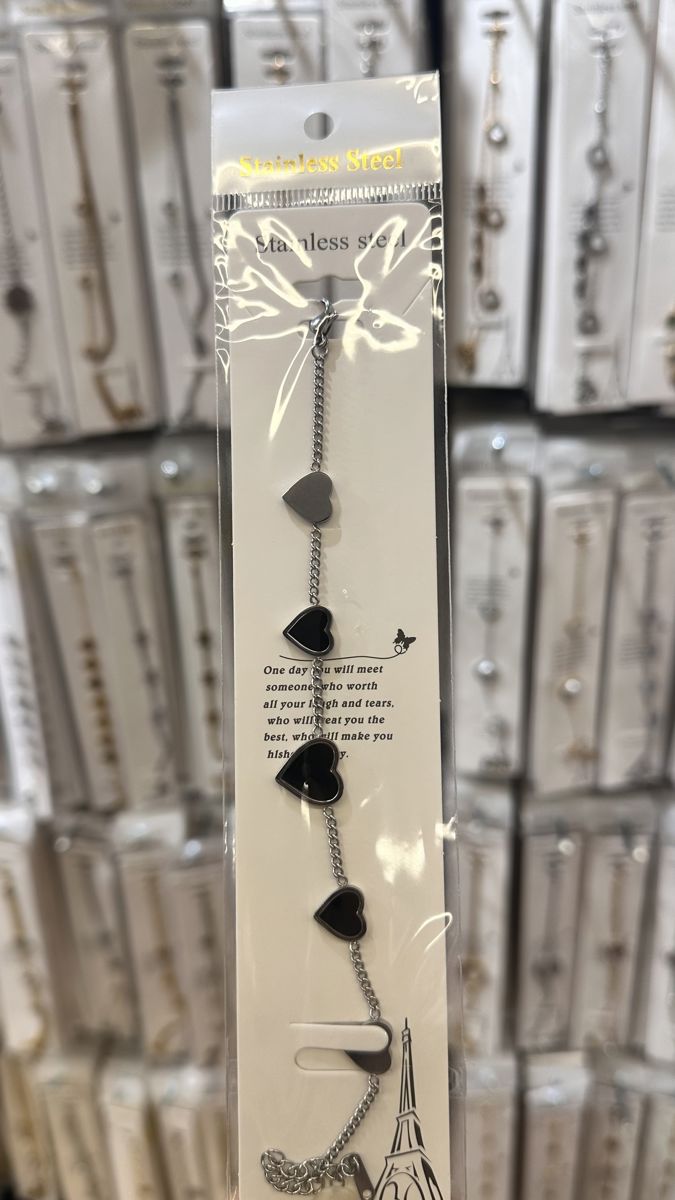 Stainless Steel
Stainless steel
One day you will meet
someone who worth
all your laugh and tears,
who will treat you the
best, who will make you